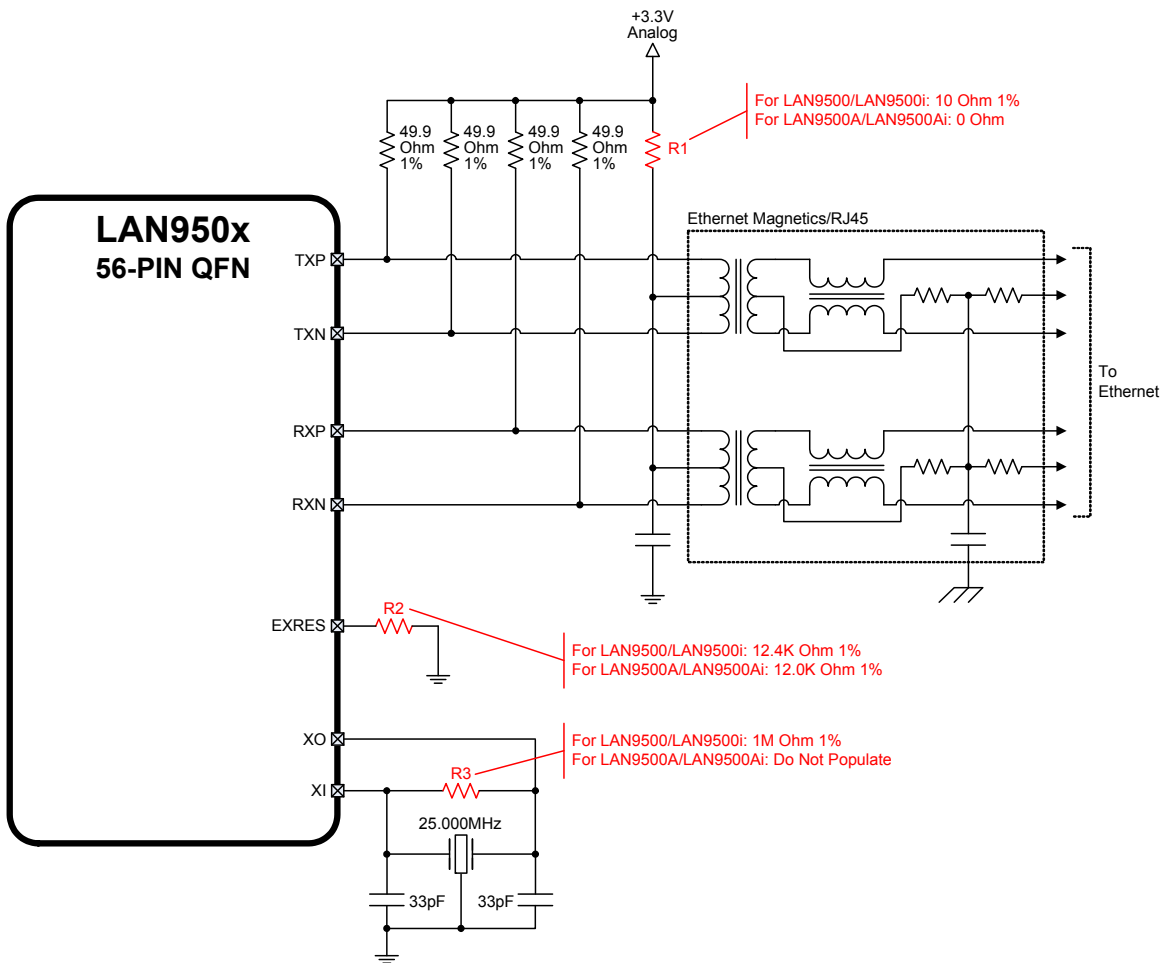 +3.3V
Analog
For LAN9500/LAN9500i: 10 Ohm 1%
For LAN9500A/LAN9500Ai: 0 Ohm
49.9
Ohm
1%
49.9
Ohm
1%
49.9
Ohm
1%
49.9
Ohm
1%
R1
LAN950x
56-PIN QFN
Ethernet Magnetics/RJ45
TXP
TXN
To
Ethernet
RXP
RXN
EXRES
R2
For LAN9500/LAN9500i: 12.4K Ohm 1%
For LAN9500A/LAN9500Ai: 12.0K Ohm 1%
XO
For LAN9500/LAN9500i: 1M Ohm 1%
For LAN9500A/LAN9500Ai: Do Not Populate
R3
XI
25.000MHz
33pF
33pF